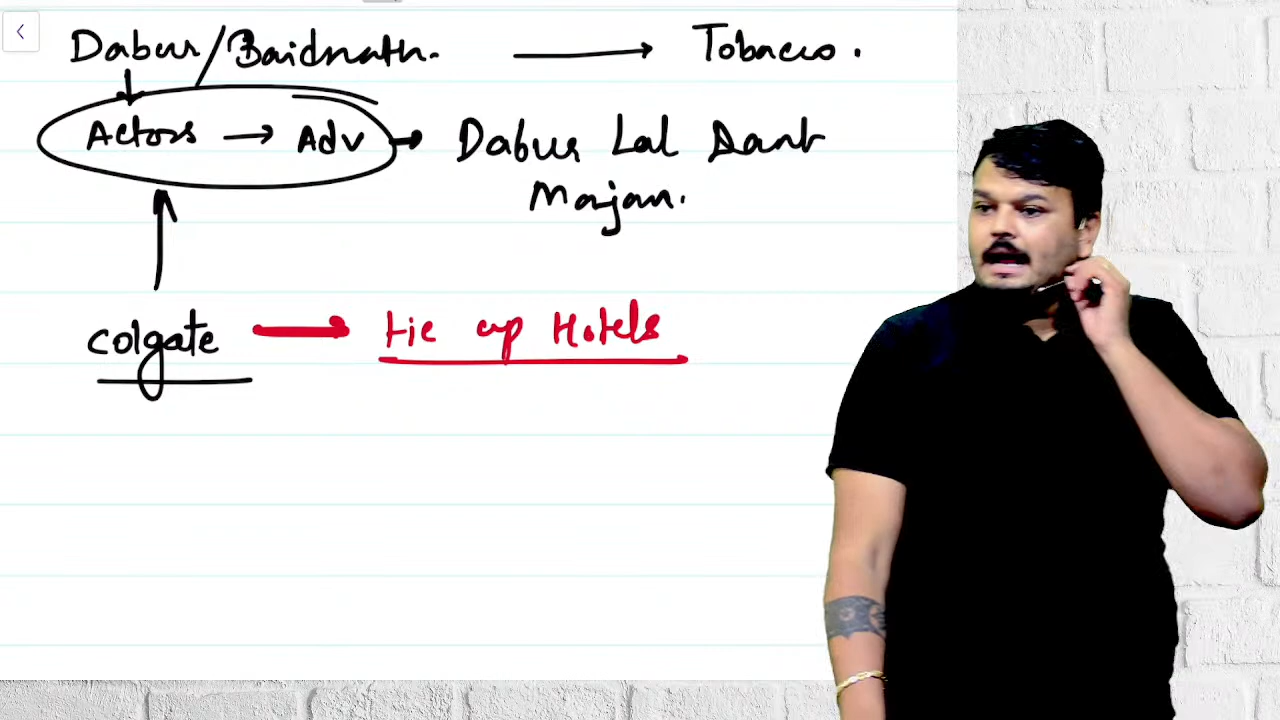 Dabur/Baidnath. → Tobacco.
Actors → Adv → Dabur Lal Dant
Manjan.
colgate → tie up Hotels